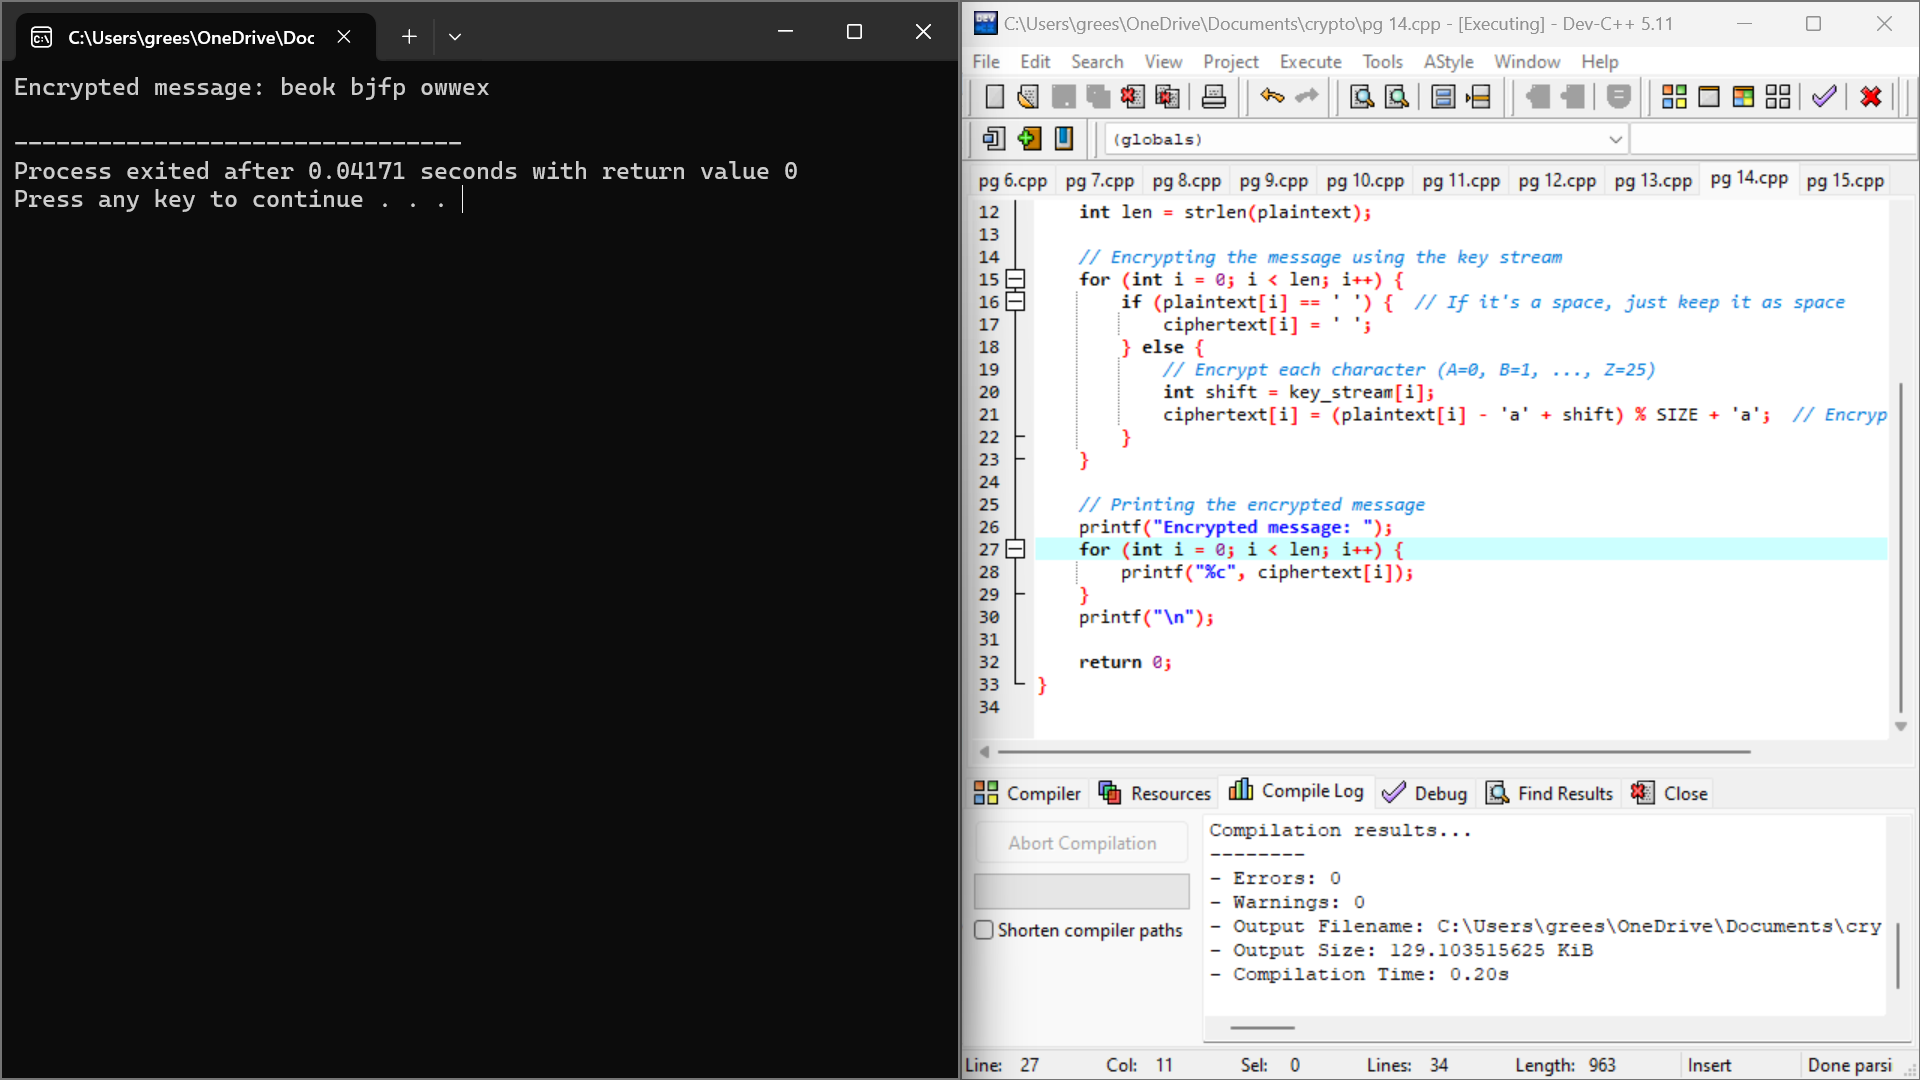 C:\Users\grees\OneDrive\Doc
Encrypted message: beok bjfp owwex
--------------------------------
Process exited after 0.04171 seconds with return value 0
Press any key to continue . . .
C:\Users\grees\OneDrive\Documents\crypto\pg 14.cpp - [Executing] - Dev-C++ 5.11
File Edit Search View Project Execute Tools AStyle Window Help
(globals)
pg 6.cpp pg 7.cpp pg 8.cpp pg 9.cpp pg 10.cpp pg 11.cpp pg 12.cpp pg 13.cpp pg 14.cpp pg 15.cpp
12 int len = strlen(plaintext);
13
14 // Encrypting the message using the key stream
15 for (int i = 0; i < len; i++) {
16 if (plaintext[i] == ' ') { // If it's a space, just keep it as space
17 ciphertext[i] = ' ';
18 } else {
19 // Encrypt each character (A=0, B=1, ..., Z=25)
20 int shift = key_stream[i];
21 ciphertext[i] = (plaintext[i] - 'a' + shift) % SIZE + 'a'; // Encryp
22 }
23 }
24
25 // Printing the encrypted message
26 printf("Encrypted message: ");
27 for (int i = 0; i < len; i++) {
28 printf("%c", ciphertext[i]);
29 }
30 printf("\n");
31
32 return 0;
33 }
34
Compiler Resources Compile Log Debug Find Results Close
Abort Compilation
Shorten compiler paths
Compilation results...
--------
- Errors: 0
- Warnings: 0
- Output Filename: C:\Users\grees\OneDrive\Documents\cry
- Output Size: 129.103515625 KiB
- Compilation Time: 0.20s
Line: 27 Col: 11 Sel: 0 Lines: 34 Length: 963 Insert Done parsi